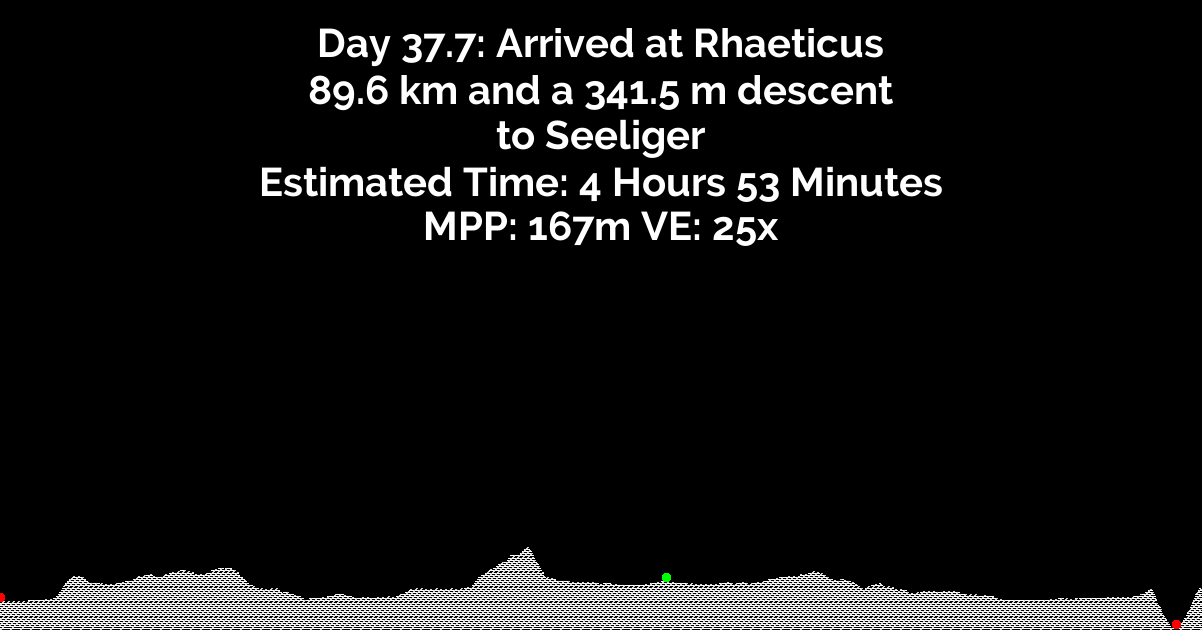 Day 37.7: Arrived at Rhaeticus
89.6 km and a 341.5 m descent
to Seeliger
Estimated Time: 4 Hours 53 Minutes
MPP: 167m VE: 25x